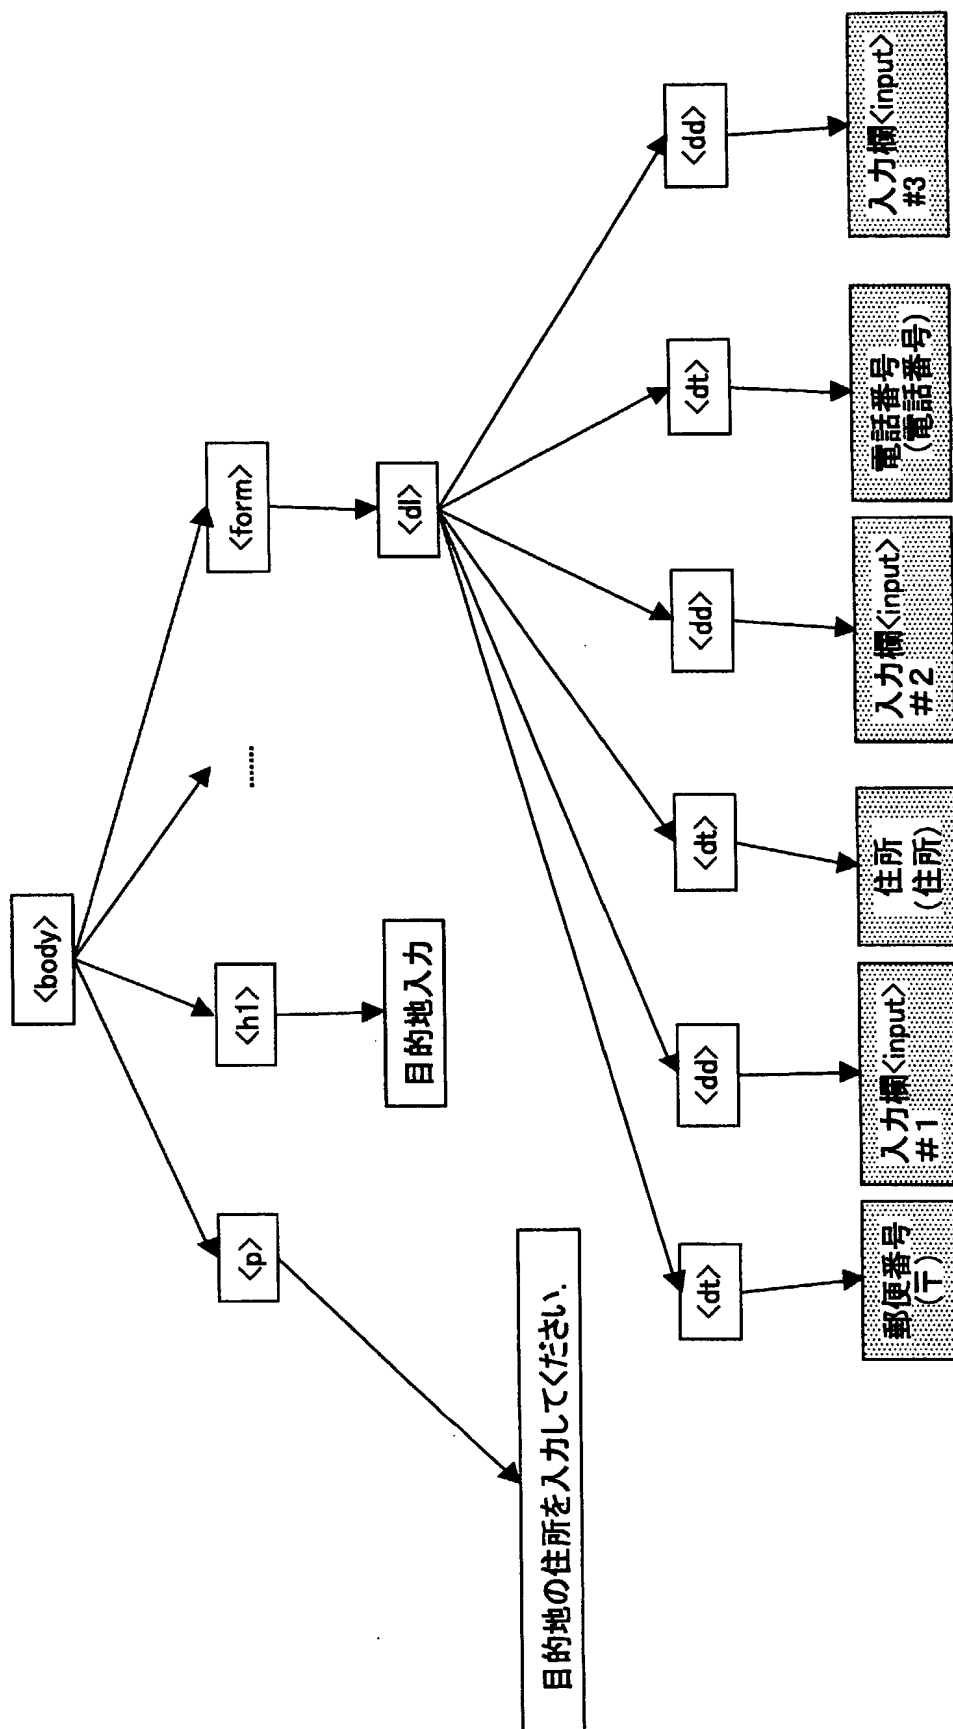 <body>
<p>
<h1>
.......
<form>
目的地入力
<dl>
目的地の住所を入力してください.
<dt>
<dd>
<dt>
<dd>
<dt>
<dd>
郵便番号
(〒)
入力欄<input>
#1
住所
(住所)
入力欄<input>
#2
電話番号
(電話番号)
入力欄<input>
#3